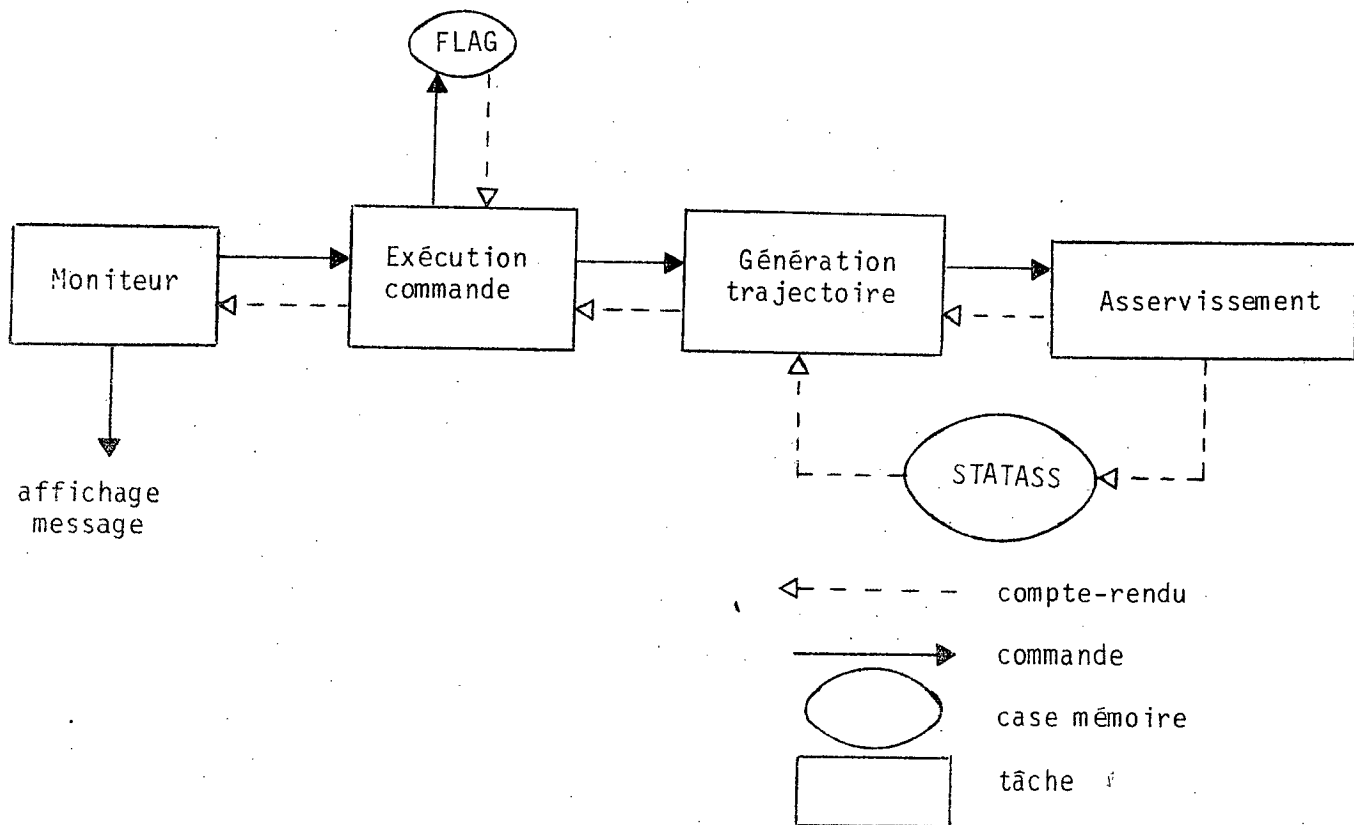 FLAG
Moniteur
Exécution
commande
Génération
trajectoire
Asservissement
affichage
message
STATASS
compte-rendu
commande
case mémoire
tâche